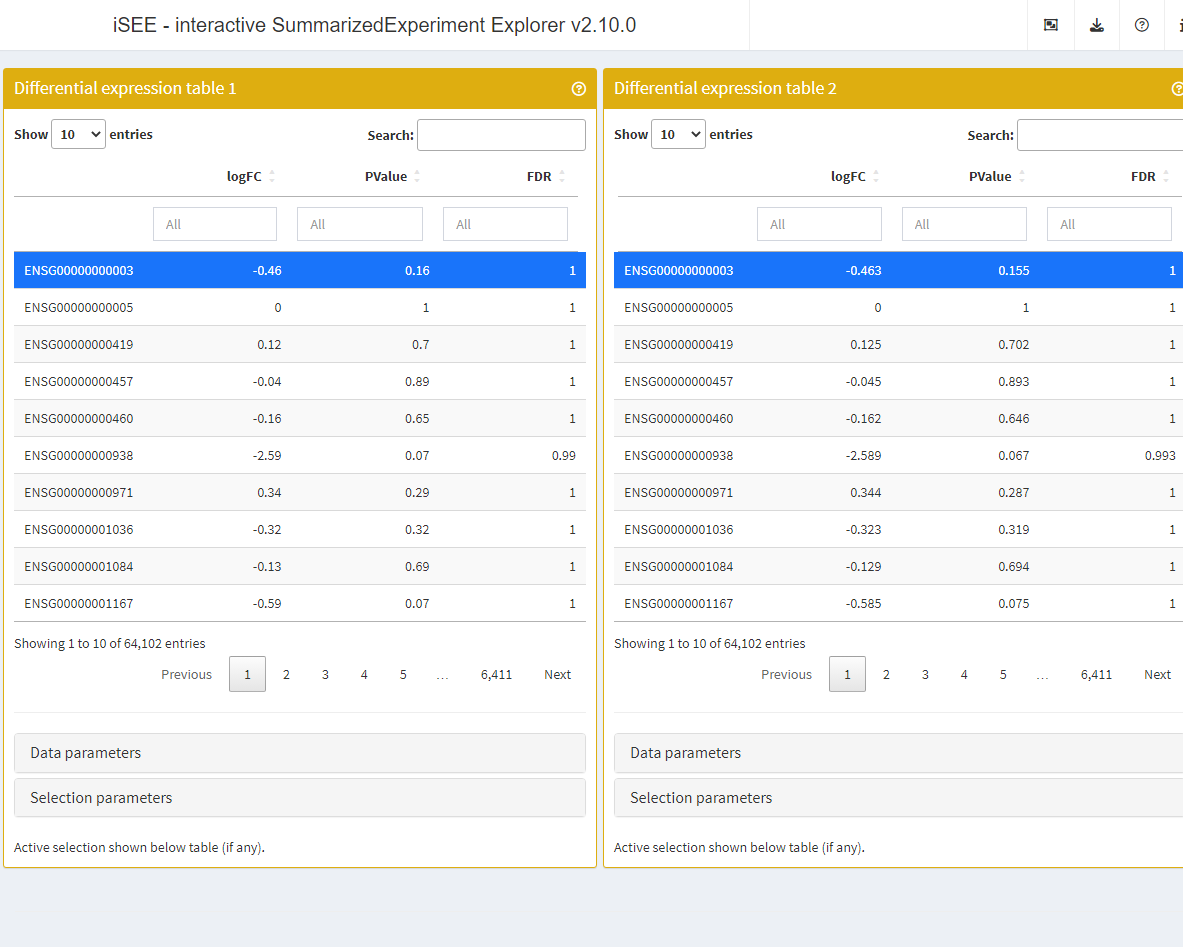 iSEE - interactive SummarizedExperiment Explorer v2.10.0
Differential expression table 1
Show 10 entries
Search:
logFC PValue FDR
All All All
ENSG00000000003 -0.46 0.16 1
ENSG00000000005 0 1 1
ENSG00000000419 0.12 0.7 1
ENSG00000000457 -0.04 0.89 1
ENSG00000000460 -0.16 0.65 1
ENSG00000000938 -2.59 0.07 0.99
ENSG00000000971 0.34 0.29 1
ENSG00000001036 -0.32 0.32 1
ENSG00000001084 -0.13 0.69 1
ENSG00000001167 -0.59 0.07 1
Showing 1 to 10 of 64,102 entries
Previous 1 2 3 4 5 … 6,411 Next
Data parameters
Selection parameters
Active selection shown below table (if any).
Differential expression table 2
Show 10 entries
Search:
logFC PValue FDR
All All All
ENSG00000000003 -0.463 0.155 1
ENSG00000000005 0 1 1
ENSG00000000419 0.125 0.702 1
ENSG00000000457 -0.045 0.893 1
ENSG00000000460 -0.162 0.646 1
ENSG00000000938 -2.589 0.067 0.993
ENSG00000000971 0.344 0.287 1
ENSG00000001036 -0.323 0.319 1
ENSG00000001084 -0.129 0.694 1
ENSG00000001167 -0.585 0.075 1
Showing 1 to 10 of 64,102 entries
Previous 1 2 3 4 5 … 6,411 Next
Data parameters
Selection parameters
Active selection shown below table (if any).